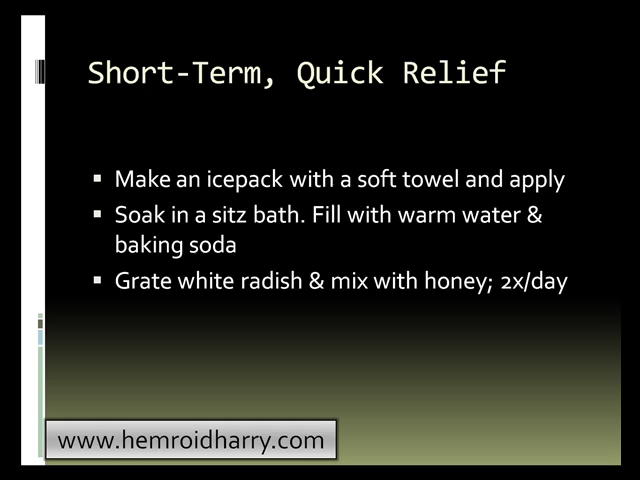 Short-Term, Quick Relief
▪ Make an icepack with a soft towel and apply
▪ Soak in a sitz bath. Fill with warm water &
baking soda
▪ Grate white radish & mix with honey; 2x/day
www.hemroidharry.com